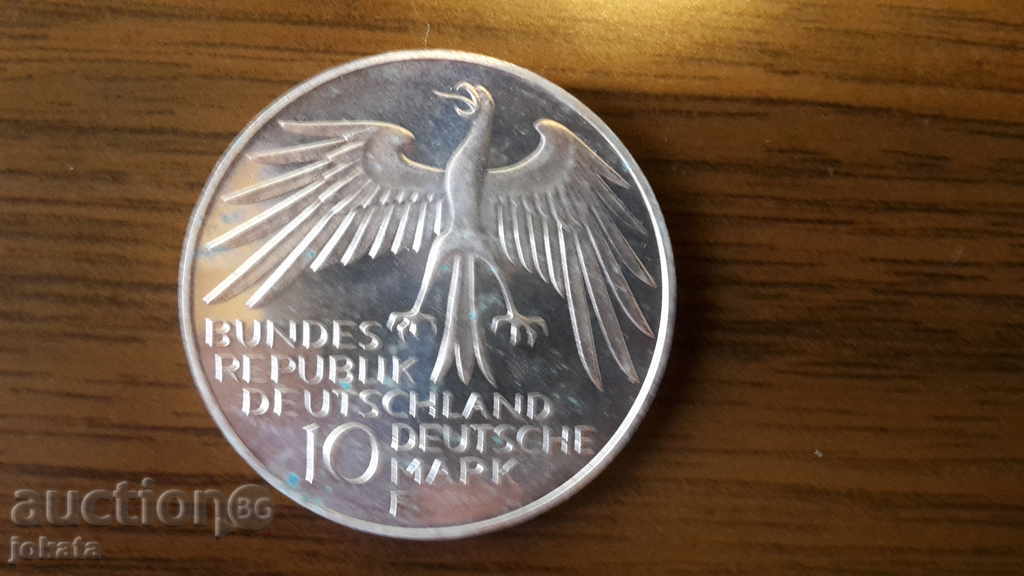 BUNDES
REPUBLIK
DEUTSCHLAND
10 DEUTSCHE
MARK
F
auction BG
jokata